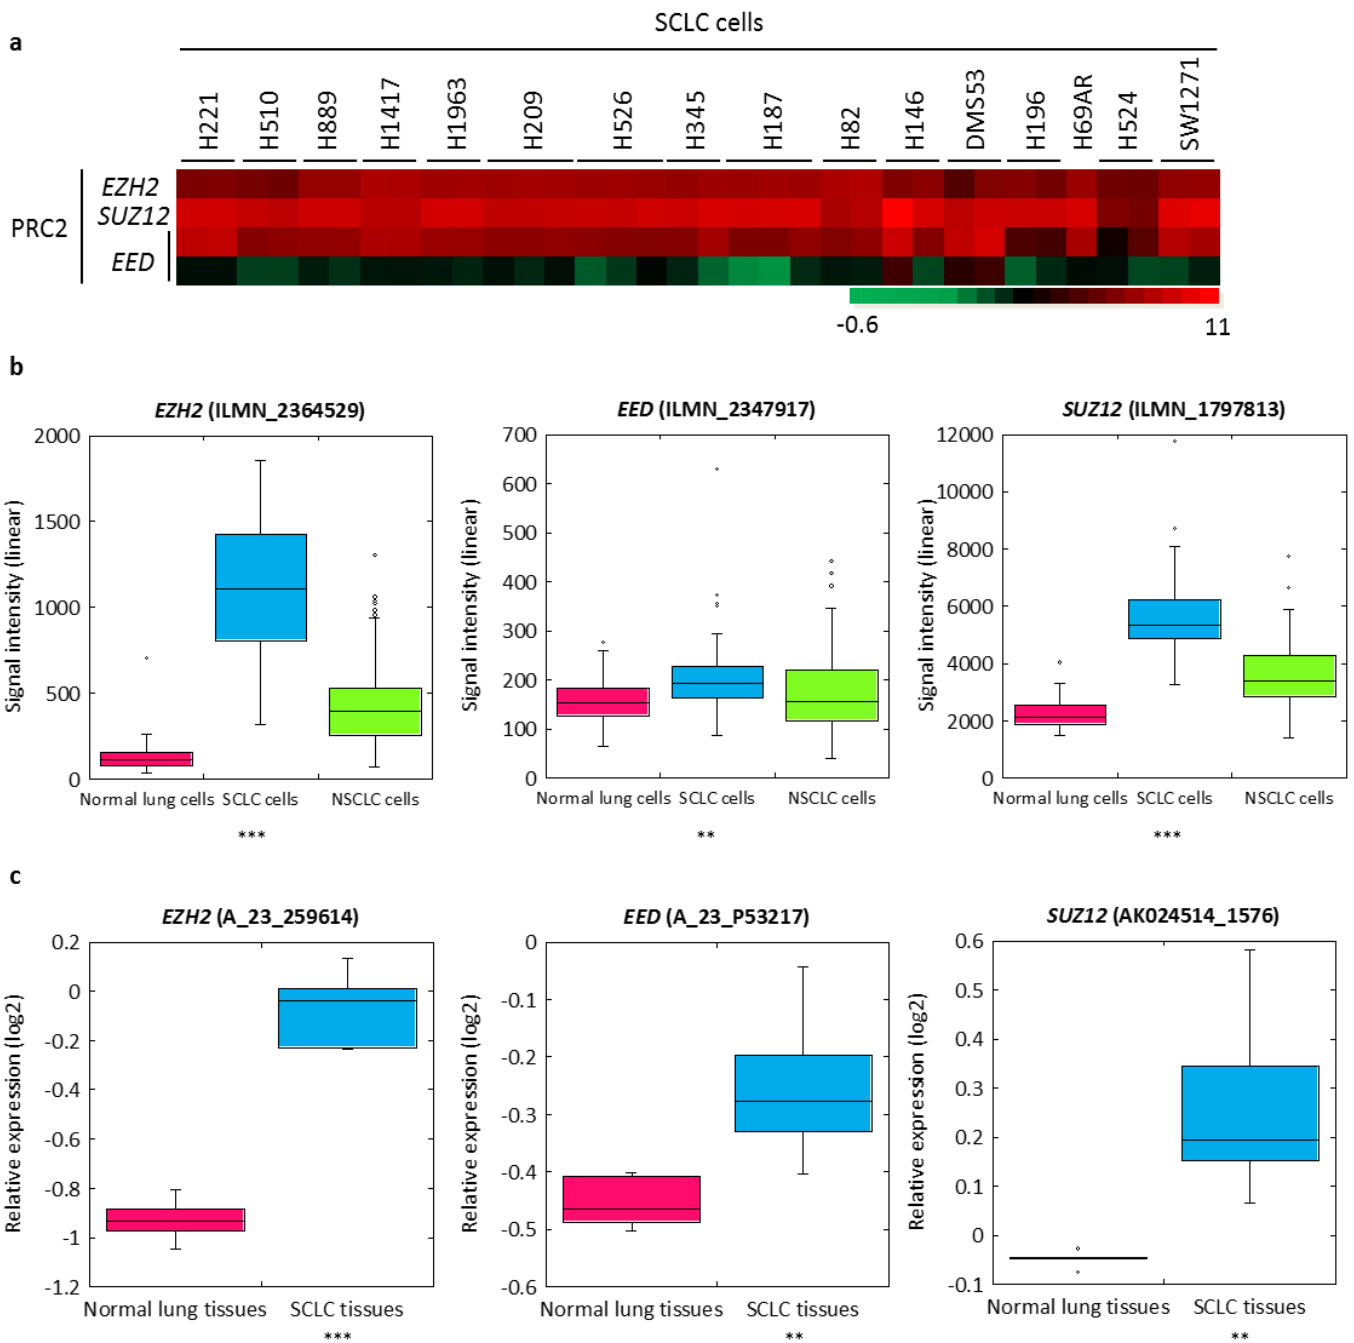 a
SCLC cells
H221 H510 H889 H1417 H1963 H209 H526 H345 H187 H82 H146 DMS53 H196 H69AR H524 SW1271
PRC2
EZH2
SUZ12
EED
-0.6 11
b
EZH2 (ILMN_2364529)
Signal intensity (linear)
2000
1500
1000
500
0
Normal lung cells SCLC cells NSCLC cells
***
EED (ILMN_2347917)
Signal intensity (linear)
700
600
500
400
300
200
100
0
Normal lung cells SCLC cells NSCLC cells
**
SUZ12 (ILMN_1797813)
Signal intensity (linear)
12000
10000
8000
6000
4000
2000
0
Normal lung cells SCLC cells NSCLC cells
***
c
EZH2 (A_23_259614)
Relative expression (log2)
0.2
0
-0.2
-0.4
-0.6
-0.8
-1
-1.2
Normal lung tissues SCLC tissues
***
EED (A_23_P53217)
Relative expression (log2)
0
-0.1
-0.2
-0.3
-0.4
-0.5
-0.6
Normal lung tissues SCLC tissues
**
SUZ12 (AK024514_1576)
Relative expression (log2)
0.6
0.5
0.4
0.3
0.2
0.1
0
-0.1
Normal lung tissues SCLC tissues
**